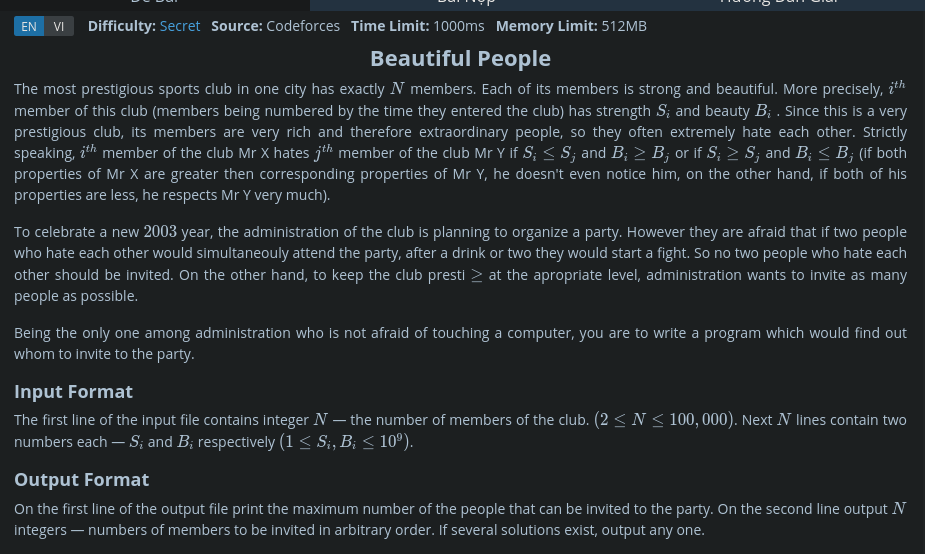 Đề Bài Bài Nộp Hướng Dẫn Giải
EN VI Difficulty: Secret Source: Codeforces Time Limit: 1000ms Memory Limit: 512MB
Beautiful People
The most prestigious sports club in one city has exactly N members. Each of its members is strong and beautiful. More precisely, i^th
member of this club (members being numbered by the time they entered the club) has strength S_i and beauty B_i . Since this is a very
prestigious club, its members are very rich and therefore extraordinary people, so they often extremely hate each other. Strictly
speaking, i^th member of the club Mr X hates j^th member of the club Mr Y if S_i ≤ S_j and B_i ≥ B_j or if S_i ≥ S_j and B_i ≤ B_j (if both
properties of Mr X are greater then corresponding properties of Mr Y, he doesn't even notice him, on the other hand, if both of his
properties are less, he respects Mr Y very much).
To celebrate a new 2003 year, the administration of the club is planning to organize a party. However they are afraid that if two people
who hate each other would simultaneouly attend the party, after a drink or two they would start a fight. So no two people who hate each
other should be invited. On the other hand, to keep the club presti ≥ at the apropriate level, administration wants to invite as many
people as possible.
Being the only one among administration who is not afraid of touching a computer, you are to write a program which would find out
whom to invite to the party.
Input Format
The first line of the input file contains integer N — the number of members of the club. (2 ≤ N ≤ 100,000). Next N lines contain two
numbers each — S_i and B_i respectively (1 ≤ S_i, B_i ≤ 10^9).
Output Format
On the first line of the output file print the maximum number of the people that can be invited to the party. On the second line output N
integers — numbers of members to be invited in arbitrary order. If several solutions exist, output any one.